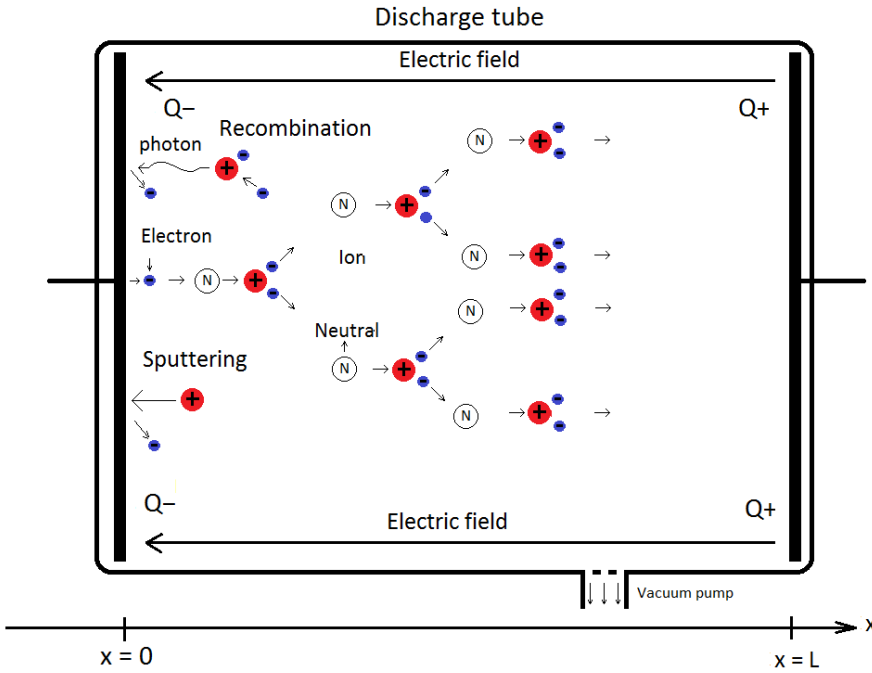 Discharge tube
Electric field
Q−
Q+
Recombination
photon
N
N
Electron
Ion
N
N
N
Neutral
Sputtering
N
N
N
Q−
Q+
Electric field
Vacuum pump
x
x = 0
x = L